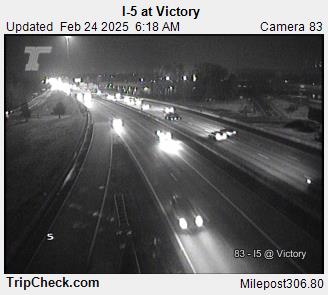 I-5 at Victory
Updated Feb 24 2025 6:18 AM Camera 83
T
S
83 - I5 @ Victory
TripCheck.com Milepost306.80